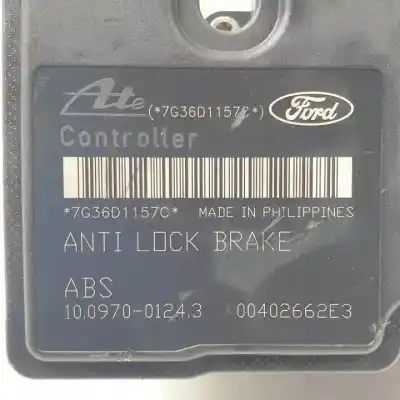 Ate (*7G36D1157C*) Ford
Controller
*7G36D1157C* MADE IN PHILIPPINES
ANTI LOCK BRAKE
ABS
10.0970-0124.3 00402662E3